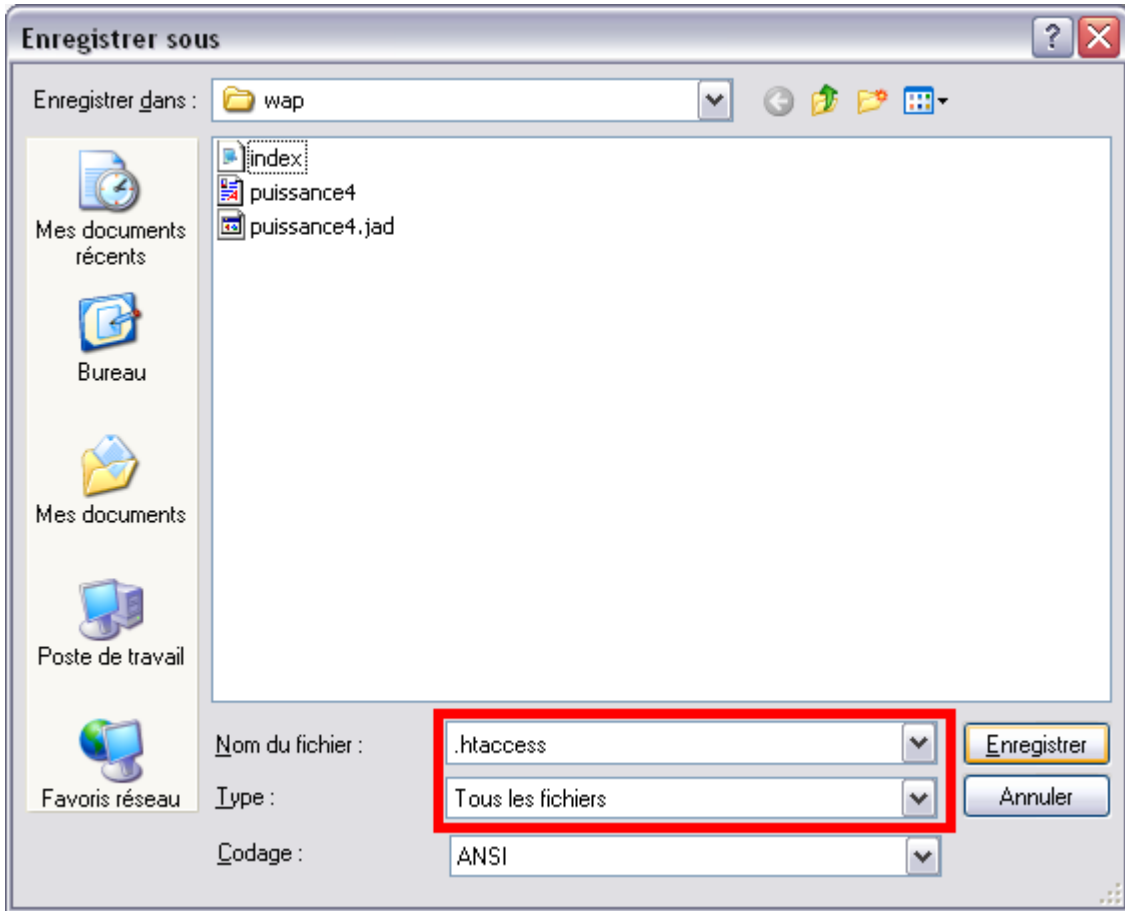 Enregistrer sous
Enregistrer dans :
wap
index
puissance4
puissance4.jad
Mes documents
récents
Bureau
Mes documents
Poste de travail
Favoris réseau
Nom du fichier :
.htaccess
Enregistrer
Type :
Tous les fichiers
Annuler
Codage :
ANSI